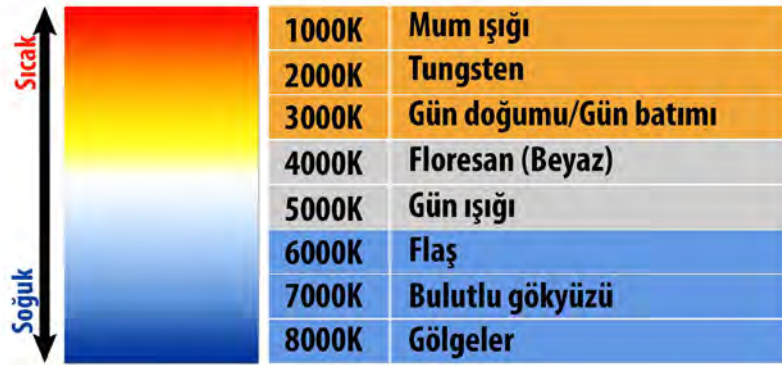 Sıcak
Soğuk
1000K Mum ışığı
2000K Tungsten
3000K Gün doğumu/Gün batımı
4000K Floresan (Beyaz)
5000K Gün ışığı
6000K Flaş
7000K Bulutlu gökyüzü
8000K Gölgeler